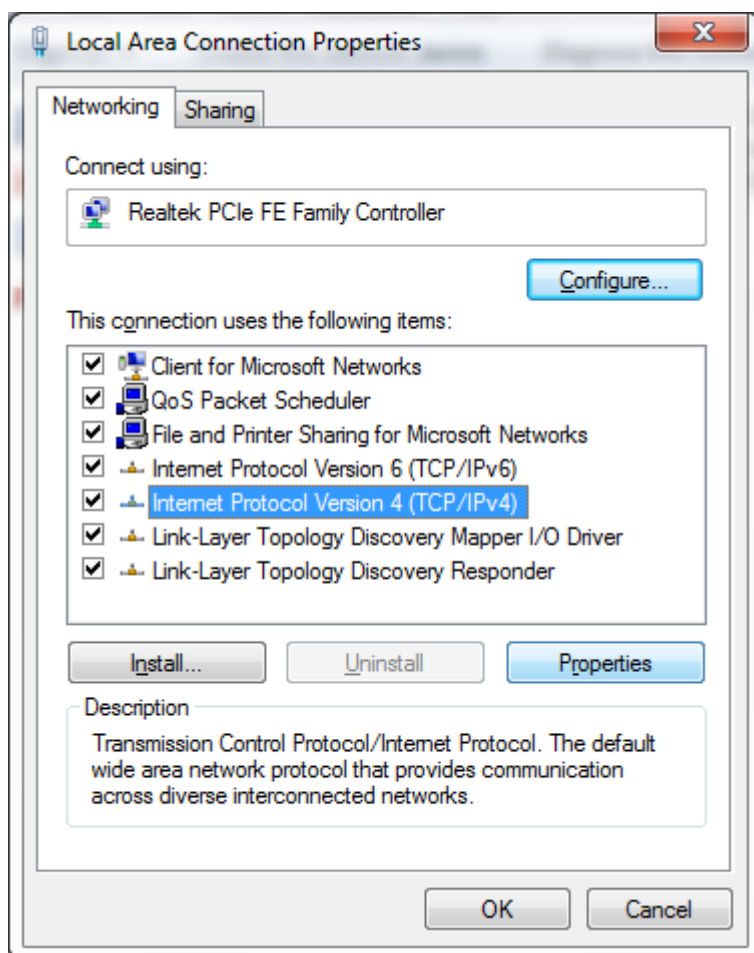 Local Area Connection Properties
Networking
Sharing
Connect using:
Realtek PCIe FE Family Controller
Configure...
This connection uses the following items:
Client for Microsoft Networks
QoS Packet Scheduler
File and Printer Sharing for Microsoft Networks
Internet Protocol Version 6 (TCP/IPv6)
Internet Protocol Version 4 (TCP/IPv4)
Link-Layer Topology Discovery Mapper I/O Driver
Link-Layer Topology Discovery Responder
Install...
Uninstall
Properties
Description
Transmission Control Protocol/Internet Protocol. The default
wide area network protocol that provides communication
across diverse interconnected networks.
OK
Cancel